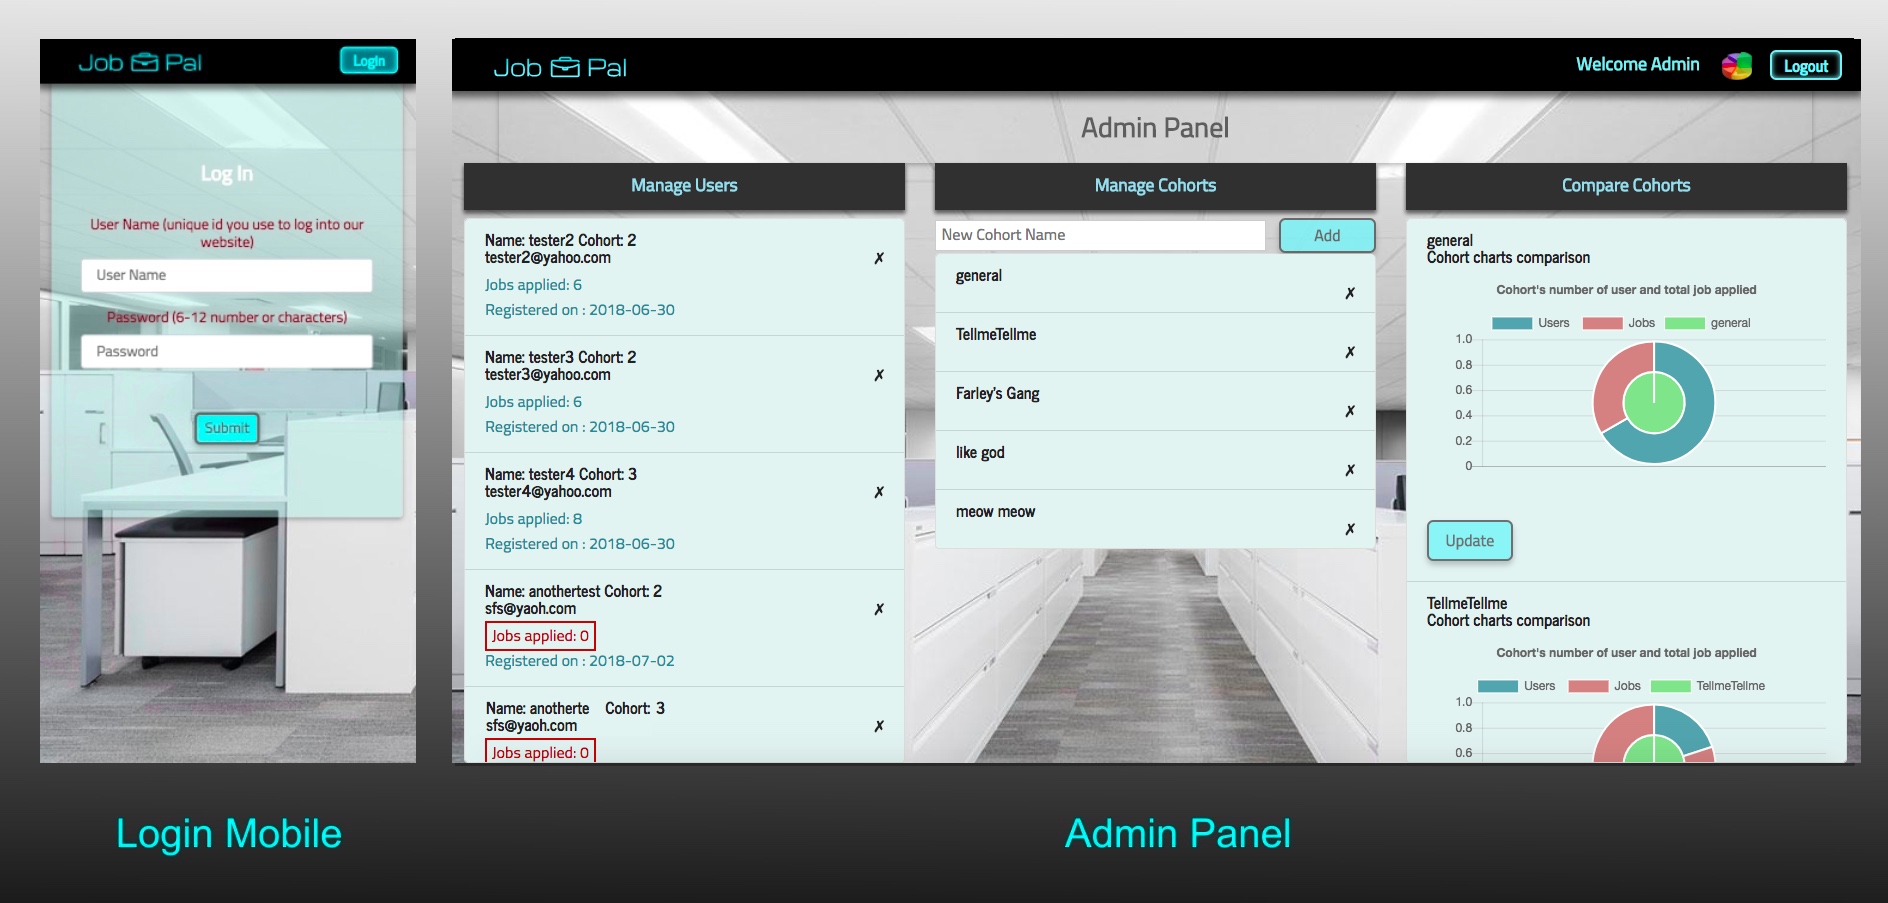 Job Pal
Login
Log In
User Name (unique id you use to log into our
website)
User Name
Password (6-12 number or characters)
Password
Submit
Login Mobile
Job Pal
Welcome Admin
Logout
Admin Panel
Manage Users
Name: tester2 Cohort: 2
tester2@yahoo.com
✗
Jobs applied: 6
Registered on : 2018-06-30
Name: tester3 Cohort: 2
tester3@yahoo.com
✗
Jobs applied: 6
Registered on : 2018-06-30
Name: tester4 Cohort: 3
tester4@yahoo.com
✗
Jobs applied: 8
Registered on : 2018-06-30
Name: anothertest Cohort: 2
sfs@yaoh.com
✗
Jobs applied: 0
Registered on : 2018-07-02
Name: anotherte Cohort: 3
sfs@yaoh.com
✗
Jobs applied: 0
Manage Cohorts
New Cohort Name
Add
general
✗
TellmeTellme
✗
Farley's Gang
✗
like god
✗
meow meow
✗
Compare Cohorts
general
Cohort charts comparison
Cohort's number of user and total job applied
Users Jobs general
1.0
0.8
0.6
0.4
0.2
0
Update
TellmeTellme
Cohort charts comparison
Cohort's number of user and total job applied
Users Jobs TellmeTellme
1.0
0.8
0.6
Admin Panel